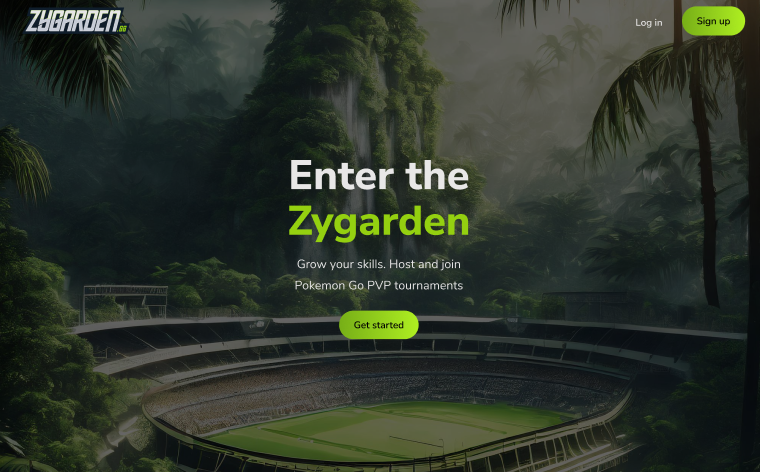 ZYGARDEN.GG
Log in
Sign up
Enter the
Zygarden
Grow your skills. Host and join
Pokemon Go PVP tournaments
Get started